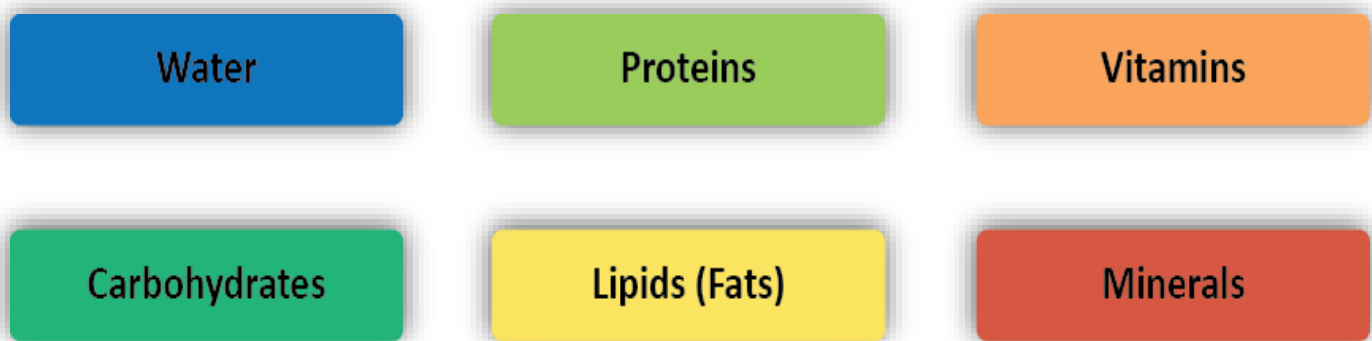 Water
Proteins
Vitamins
Carbohydrates
Lipids (Fats)
Minerals